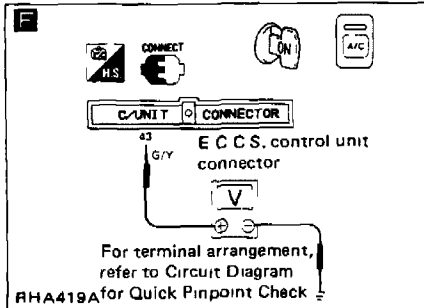 F
H.S
CONNECT
ON
A/C
C/UNIT CONNECTOR
43
G/Y
E C C S. control unit
connector
V
For terminal arrangement,
refer to Circuit Diagram
for Quick Pinpoint Check
RHA419A